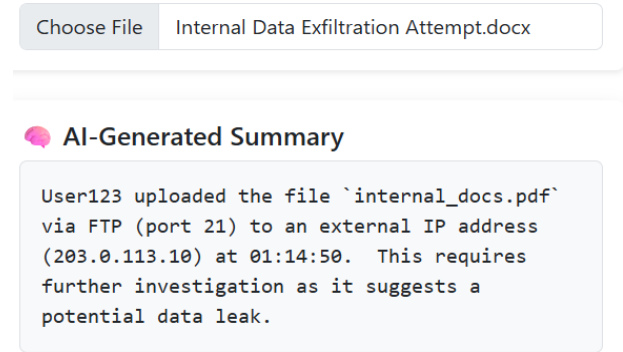 Choose File Internal Data Exfiltration Attempt.docx
AI-Generated Summary
User123 uploaded the file `internal_docs.pdf`
via FTP (port 21) to an external IP address
(203.0.113.10) at 01:14:50.  This requires
further investigation as it suggests a
potential data leak.